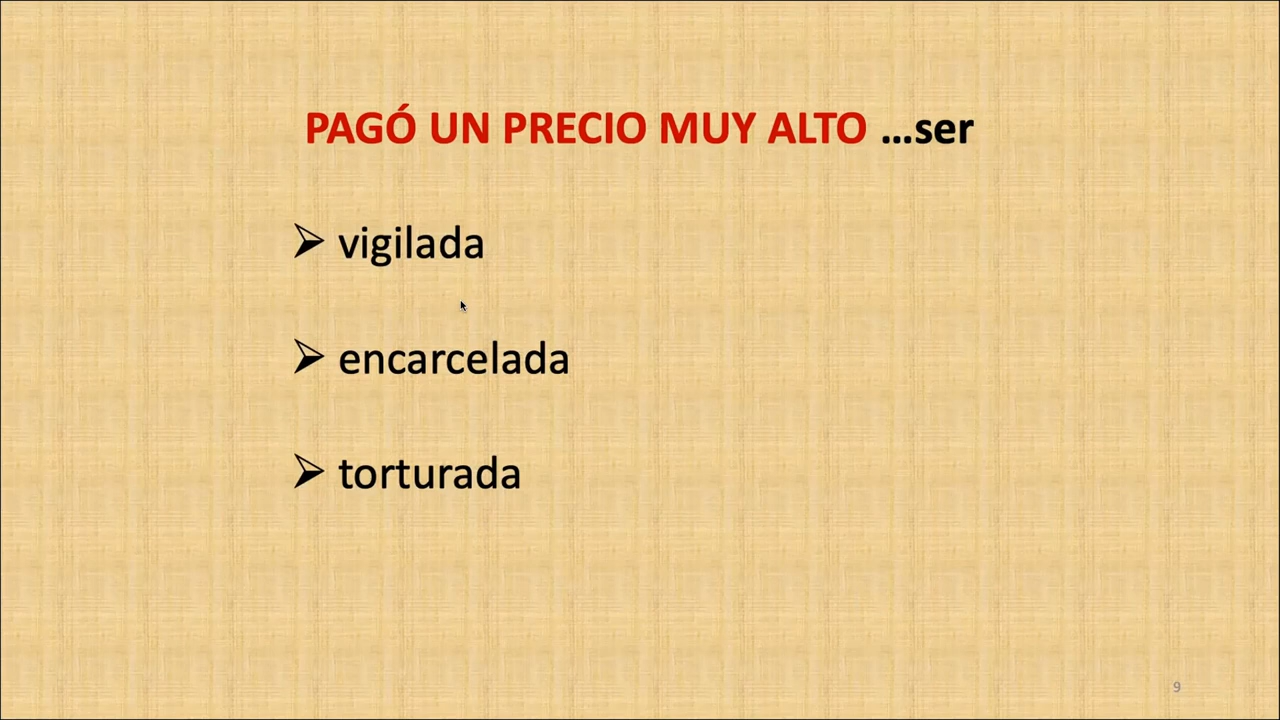 PAGÓ UN PRECIO MUY ALTO ...ser
➢ vigilada
➢ encarcelada
➢ torturada
9